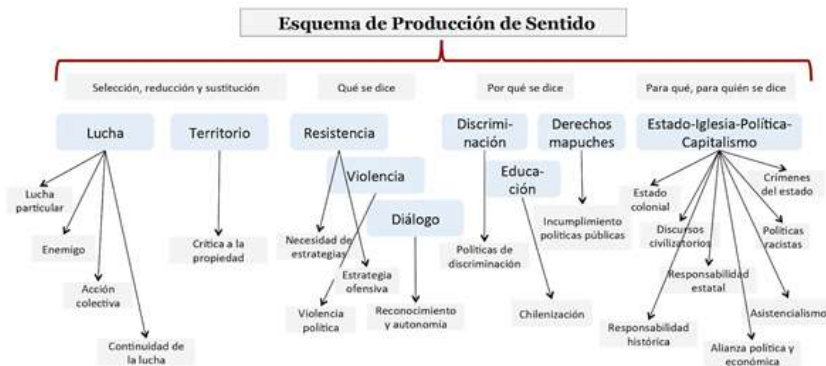 Esquema de Producción de Sentido
Selección, reducción y sustitución
Qué se dice
Por qué se dice
Para qué, para quién se dice
Lucha
Territorio
Resistencia
Violencia
Diálogo
Discrimi-
nación
Educa-
ción
Derechos
mapuches
Estado-Iglesia-Política-
Capitalismo
Lucha
particular
Enemigo
Acción
colectiva
Continuidad de
la lucha
Crítica a la
propiedad
Necesidad de
estrategias
Estrategia
ofensiva
Violencia
política
Reconocimiento
y autonomía
Políticas de
discriminación
Chilenización
Incumplimiento
políticas públicas
Estado
colonial
Discursos
civilizatorios
Responsabilidad
estatal
Responsabilidad
histórica
Crímenes
del estado
Políticas
racistas
Asistencialismo
Alianza política y
económica